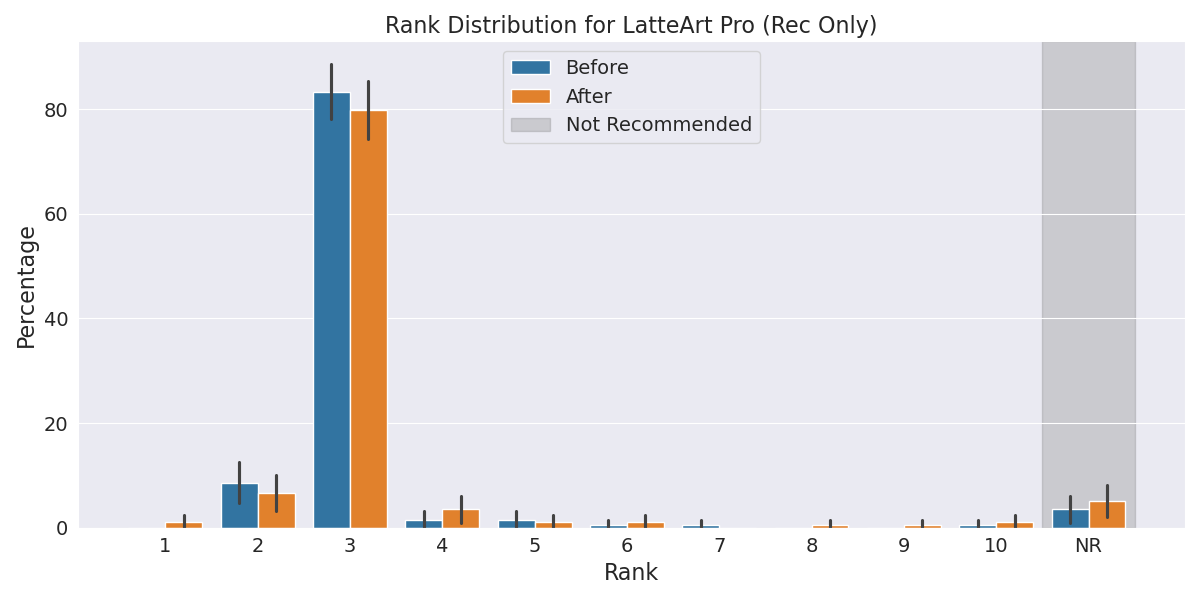 Rank Distribution for LatteArt Pro (Rec Only)
Before
After
Not Recommended
Percentage
80
60
40
20
0
1 2 3 4 5 6 7 8 9 10 NR
Rank